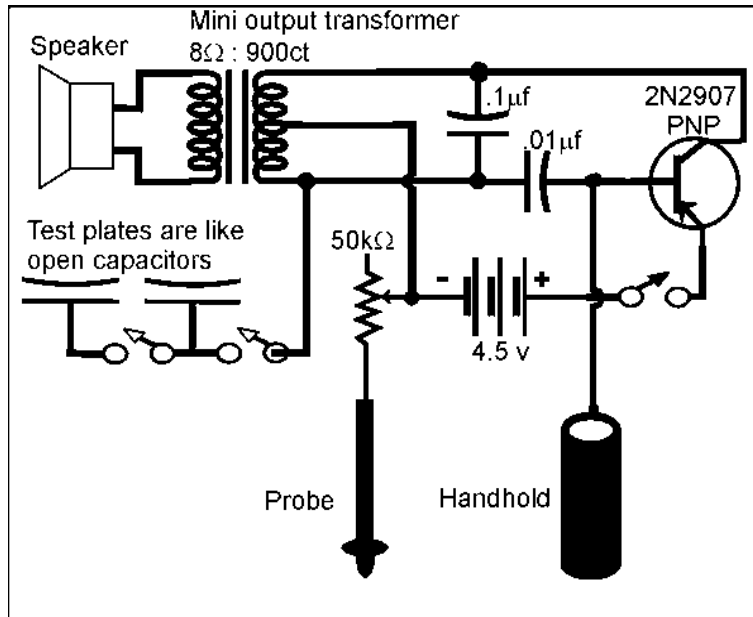 Mini output transformer
Speaker
8Ω : 900ct
.1µf
2N2907
PNP
.01µf
Test plates are like
open capacitors
50kΩ
- +
4.5 v
Probe
Handhold